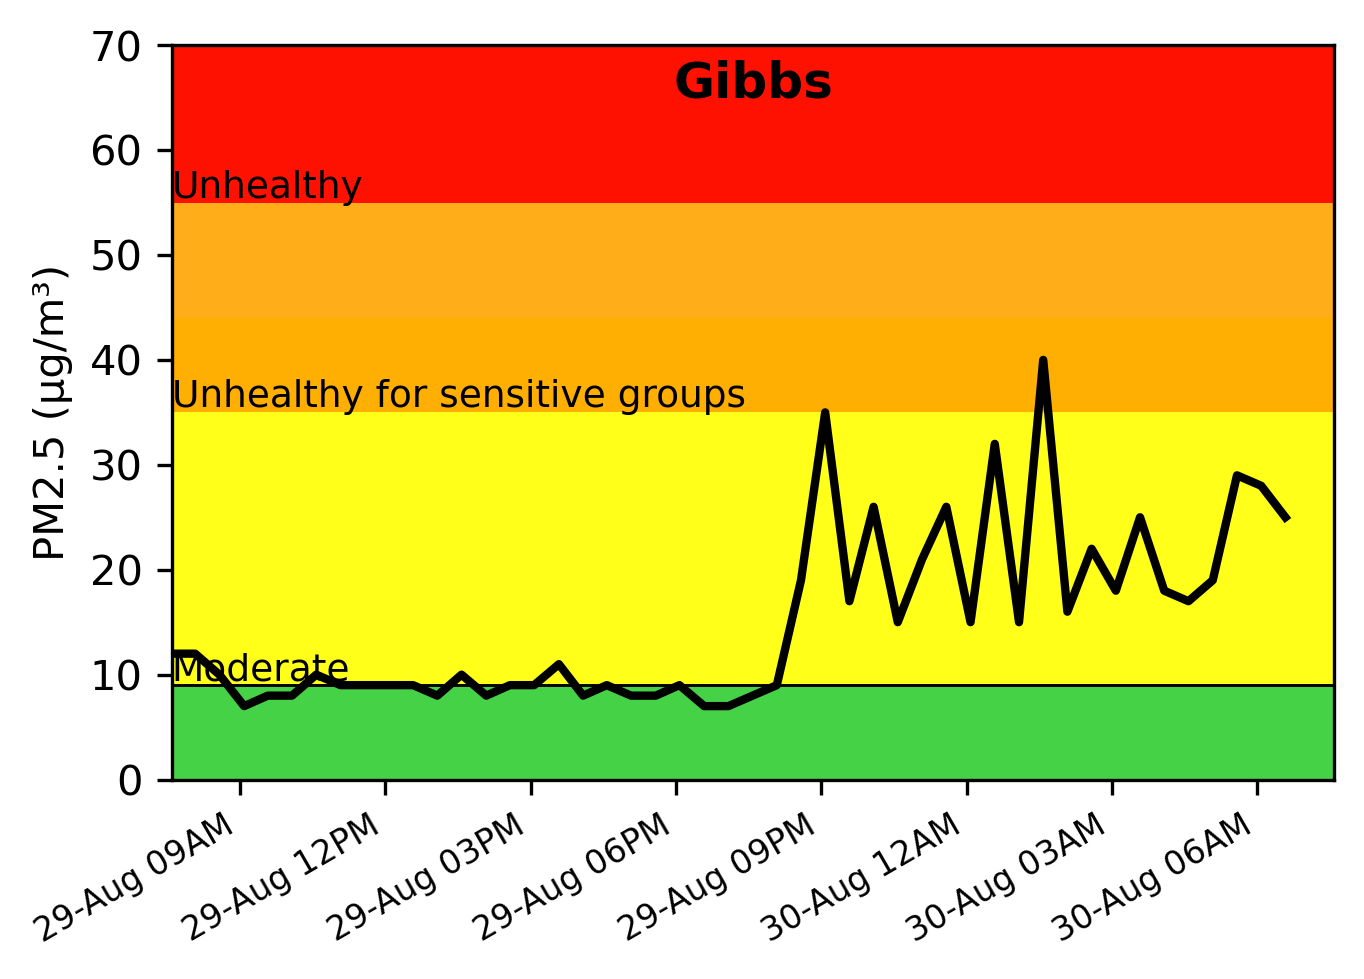 Gibbs
70
60
50
40
30
20
10
0
PM2.5 (µg/m³)
Unhealthy
Unhealthy for sensitive groups
Moderate
29-Aug 09AM
29-Aug 12PM
29-Aug 03PM
29-Aug 06PM
29-Aug 09PM
30-Aug 12AM
30-Aug 03AM
30-Aug 06AM